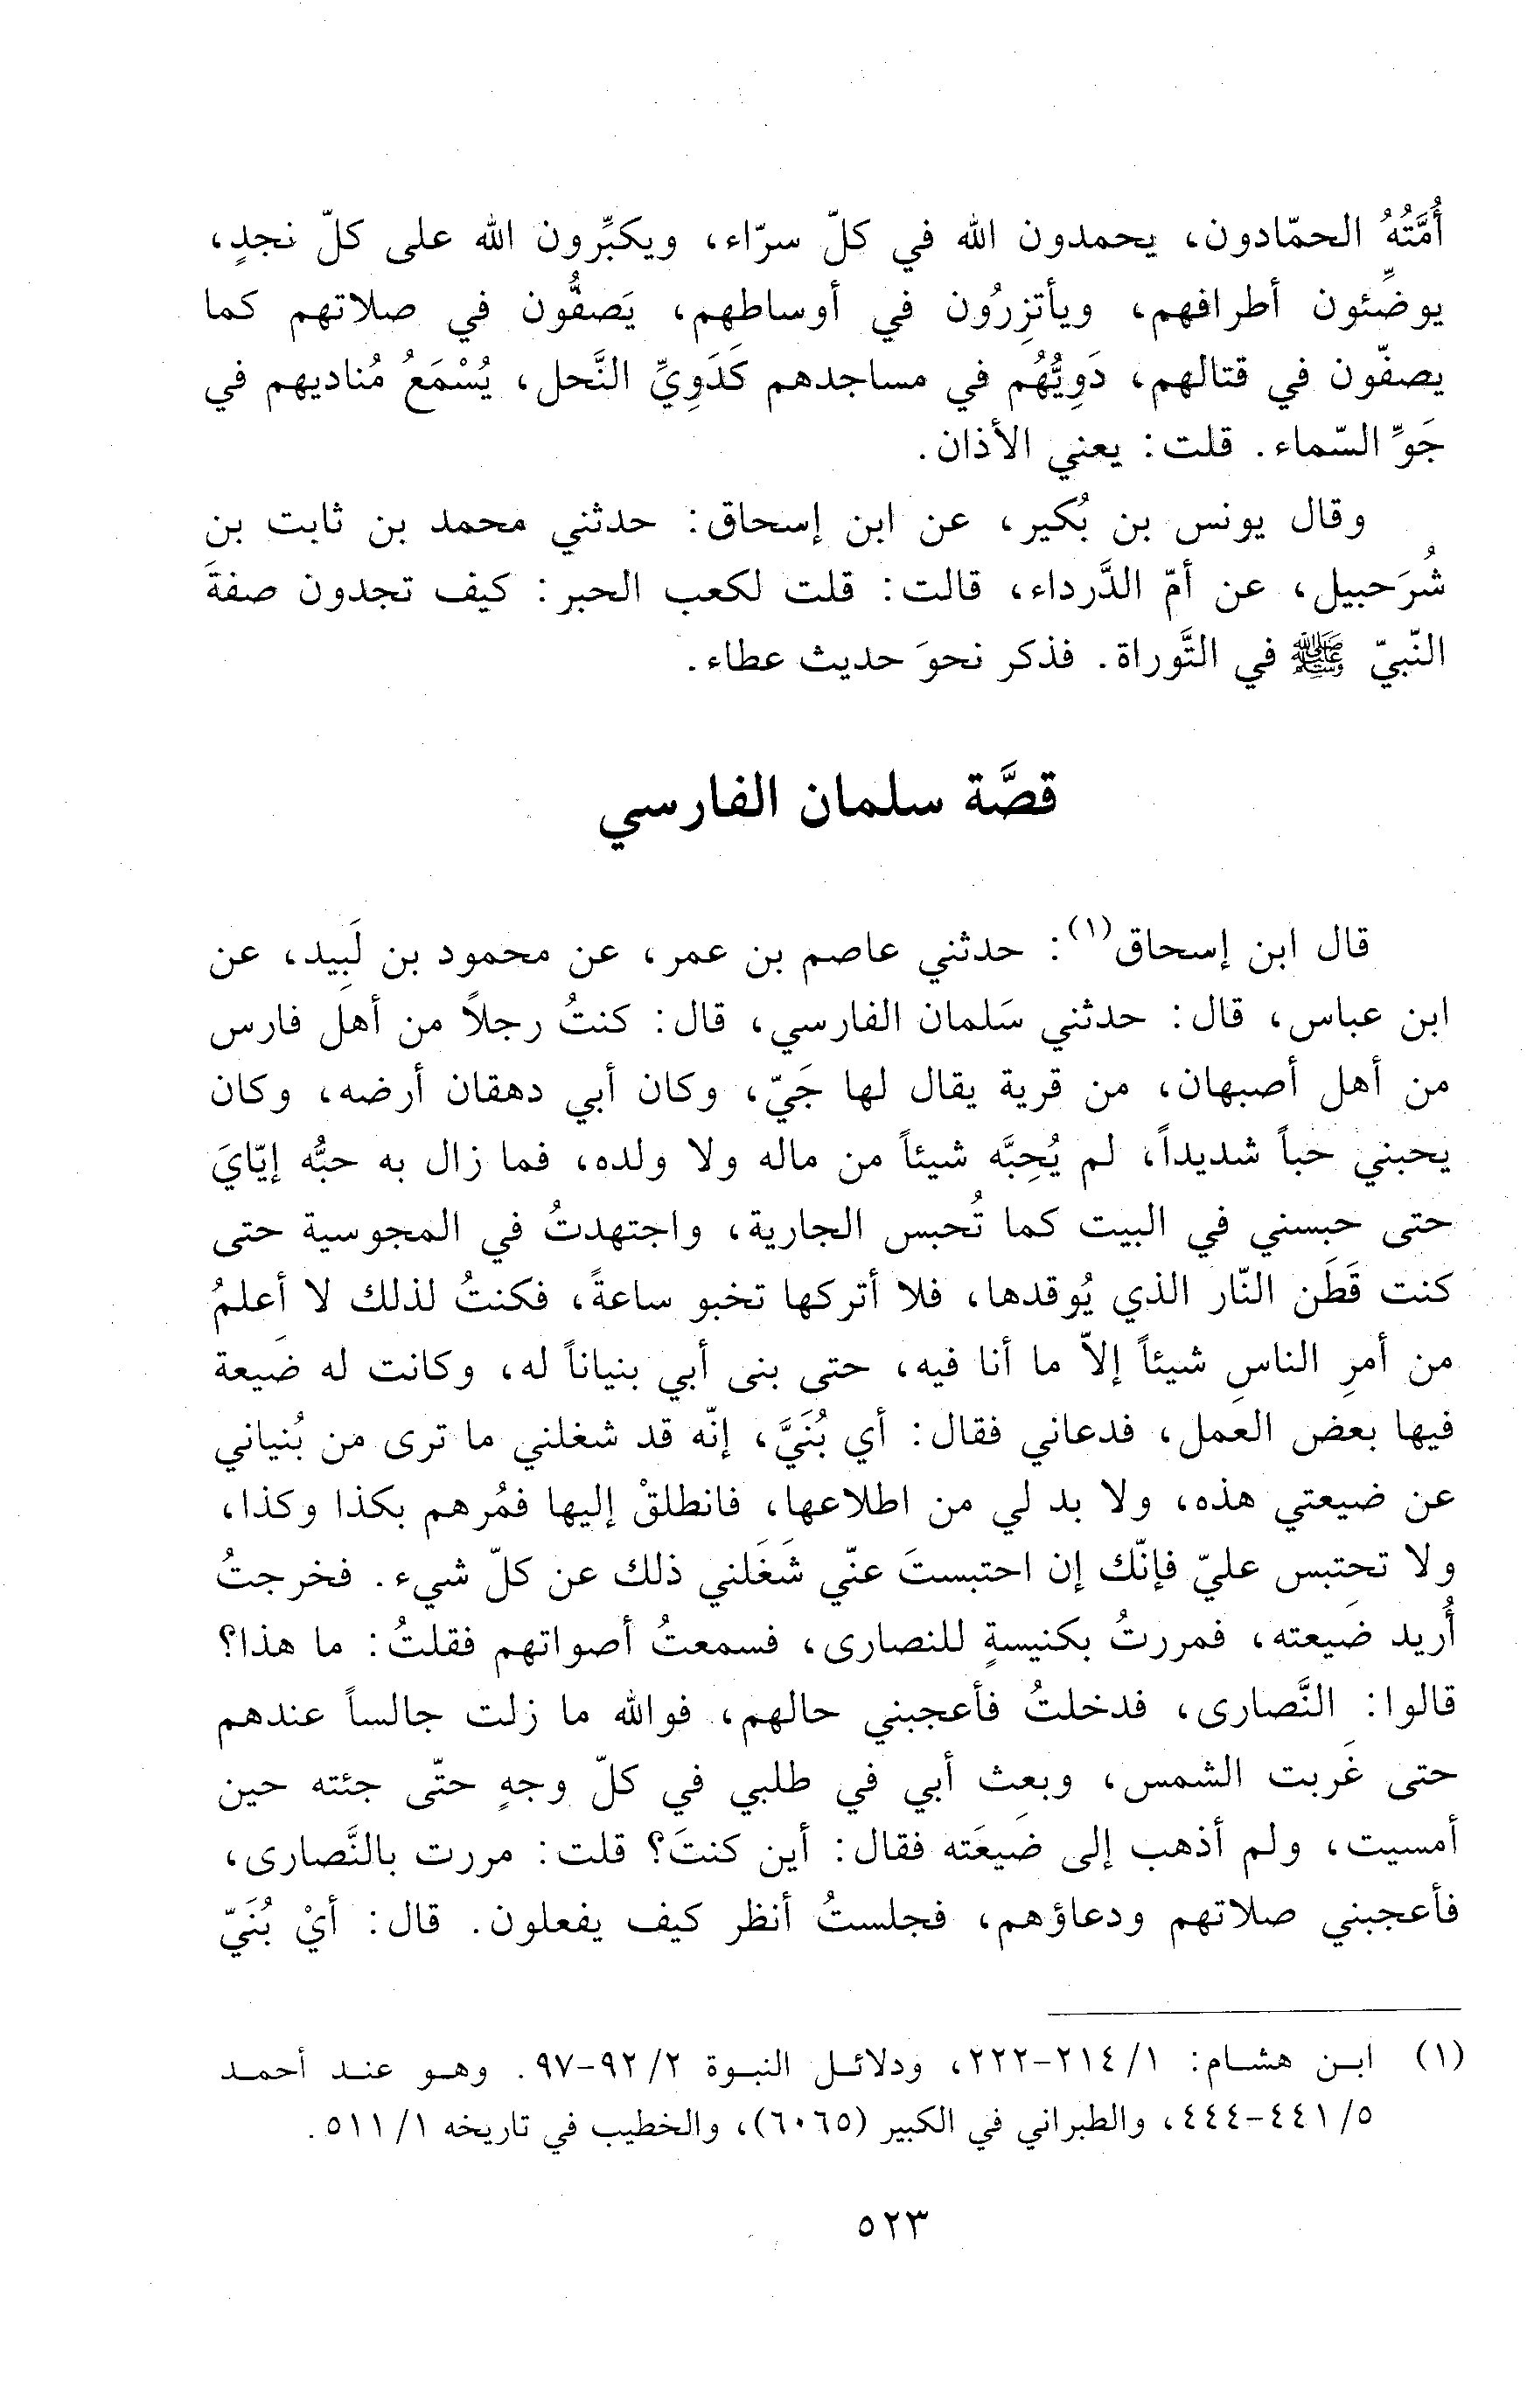 أُمَّتُهُ الحمّادون، يحمدون الله في كلّ سرّاء، ويكبِّرون الله على كلّ نجدٍ،
يوضِّئون أطرافهم، ويأتزِرُون في أوساطهم، يَصفُّون في صلاتهم كما
يصفّون في قتالهم، دَوِيُّهُم في مساجدهم كَدَوِيِّ النَّحل، يُسْمَعُ مُناديهم في
جَوِّ السّماء. قلت: يعني الأذان.
وقال يونس بن بُكير، عن ابن إسحاق: حدثني محمد بن ثابت بن
شُرَحبيل، عن أمّ الدَّرداء، قالت: قلت لكعب الحبر: كيف تجدون صفةَ
النّبيّ ﷺ في التَّوراة. فذكر نحوَ حديث عطاء.
قصَّة سلمان الفارسي
قال ابن إسحاق(١): حدثني عاصم بن عمر، عن محمود بن لَبِيد، عن
ابن عباس، قال: حدثني سَلمان الفارسي، قال: كنتُ رجلاً من أهل فارس
من أهل أصبهان، من قرية يقال لها جَيّ، وكان أبي دهقان أرضه، وكان
يحبني حباً شديداً، لم يُحِبَّه شيئاً من ماله ولا ولده، فما زال به حبُّه إيّايَ
حتى حبسني في البيت كما تُحبس الجارية، واجتهدتُ في المجوسية حتى
كنت قَطَن النّار الذي يُوقدها، فلا أتركها تخبو ساعةً، فكنتُ لذلك لا أعلمُ
من أمرِ الناسِ شيئاً إلاّ ما أنا فيه، حتى بنى أبي بنياناً له، وكانت له ضَيعة
فيها بعض العمل، فدعاني فقال: أي بُنَيَّ، إنّه قد شغلني ما ترى من بُنياني
عن ضيعتي هذه، ولا بد لي من اطلاعها، فانطلقْ إليها فمُرهم بكذا وكذا،
ولا تحتِبس عليّ فإنّك إن احتبستَ عنّي شَغَلني ذلك عن كلّ شيء. فخرجتُ
أُريد ضَيعته، فمررتُ بكنيسةٍ للنصارى، فسمعتُ أصواتهم فقلتُ: ما هذا؟
قالوا: النَّصارى، فدخلتُ فأعجبني حالهم، فوالله ما زلت جالساً عندهم
حتى غَربت الشمس، وبعث أبي في طلبي في كلّ وجهٍ حتّى جئته حين
أمسيت، ولم أذهب إلى ضَيعَته فقال: أين كنتَ؟ قلت: مررت بالنَّصارى،
فأعجبني صلاتهم ودعاؤهم، فجلستُ أنظر كيف يفعلون. قال: أيْ بُنَيّ
(١) ابن هشام: ١/ ٢١٤-٢٢٢، ودلائل النبوة ٢/ ٩٢-٩٧. وهو عند أحمد
٥/ ٤٤١-٤٤٤، والطبراني في الكبير (٦٠٦٥)، والخطيب في تاريخه ١/ ٥١١.
٥٢٣